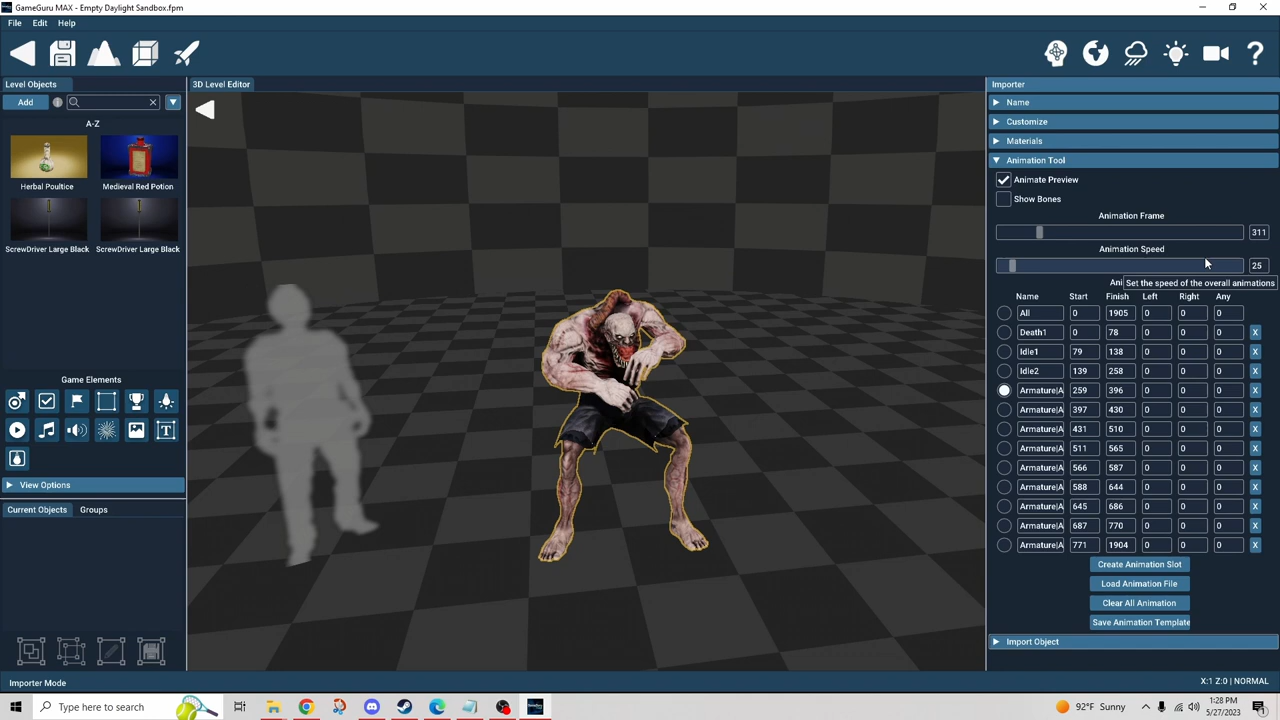 GameGuru MAX - Empty Daylight Sandbox.fpm
File Edit Help
Level Objects
Add
A-Z
Herbal Poultice
Medieval Red Potion
ScrewDriver Large Black
ScrewDriver Large Black
Game Elements
View Options
Current Objects Groups
Importer Mode
3D Level Editor
Importer
Name
Customize
Materials
Animation Tool
Animate Preview
Show Bones
Animation Frame
311
Animation Speed
25
Ani
Set the speed of the overall animations
Name Start Finish Left Right Any
All 0 1905 0 0 0
Death1 0 78 0 0 0 X
Idle1 79 138 0 0 0 X
Idle2 139 258 0 0 0 X
Armature|A 259 396 0 0 0 X
Armature|A 397 430 0 0 0 X
Armature|A 431 510 0 0 0 X
Armature|A 511 565 0 0 0 X
Armature|A 566 587 0 0 0 X
Armature|A 588 644 0 0 0 X
Armature|A 645 686 0 0 0 X
Armature|A 687 770 0 0 0 X
Armature|A 771 1904 0 0 0 X
Create Animation Slot
Load Animation File
Clear All Animation
Save Animation Template
Import Object
X:1 Z:0 | NORMAL
Type here to search
92°F Sunny
1:28 PM
5/27/2023